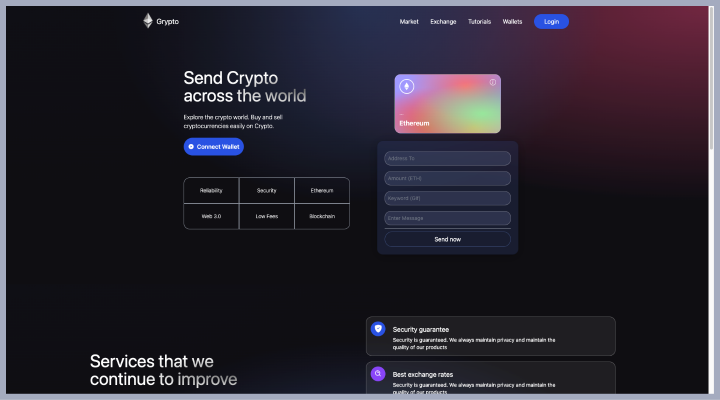 Grypto
Market
Exchange
Tutorials
Wallets
Login
Send Crypto
across the world
Explore the crypto world. Buy and sell
cryptocurrencies easily on Crypto.
Connect Wallet
Reliability
Security
Ethereum
Web 3.0
Low Fees
Blockchain
Ethereum
Address To
Amount (ETH)
Keyword (Gif)
Enter Message
Send now
Services that we
continue to improve
Security guarantee
Security is guaranteed. We always maintain privacy and maintain the
quality of our products
Best exchange rates
Security is guaranteed. We always maintain privacy and maintain the
quality of our products